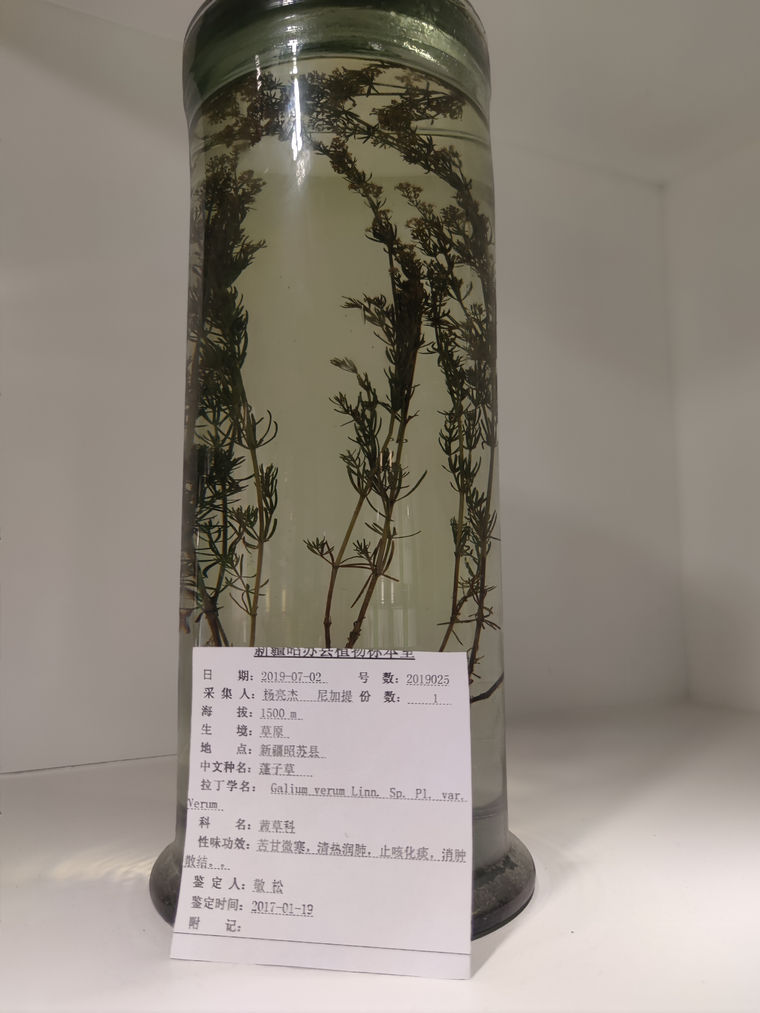 新疆昭苏县植物标本室
日 期：2019-07-02 号 数：2019025
采 集 人：杨亮杰 尼加提 份 数： 1
海 拔：1500 m
生 境：草原
地 点：新疆昭苏县
中文种名：蓬子草
拉丁学名： Galium verum Linn. Sp. Pl. var.
Verum
科 名：茜草科
性味功效：苦甘微寒，清热润肺，止咳化痰，消肿
散结。.
鉴 定 人：敬 松
鉴定时间：2017-01-19
附 记：